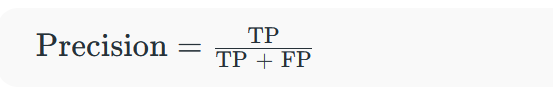 Precision = TP / TP + FP